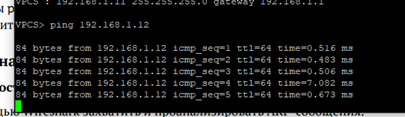 VPCS : 192.168.1.11 255.255.255.0 gateway 192.168.1.1
VPCS> ping 192.168.1.12
84 bytes from 192.168.1.12 icmp_seq=1 ttl=64 time=0.516 ms
84 bytes from 192.168.1.12 icmp_seq=2 ttl=64 time=0.483 ms
84 bytes from 192.168.1.12 icmp_seq=3 ttl=64 time=0.506 ms
84 bytes from 192.168.1.12 icmp_seq=4 ttl=64 time=7.082 ms
84 bytes from 192.168.1.12 icmp_seq=5 ttl=64 time=0.673 ms